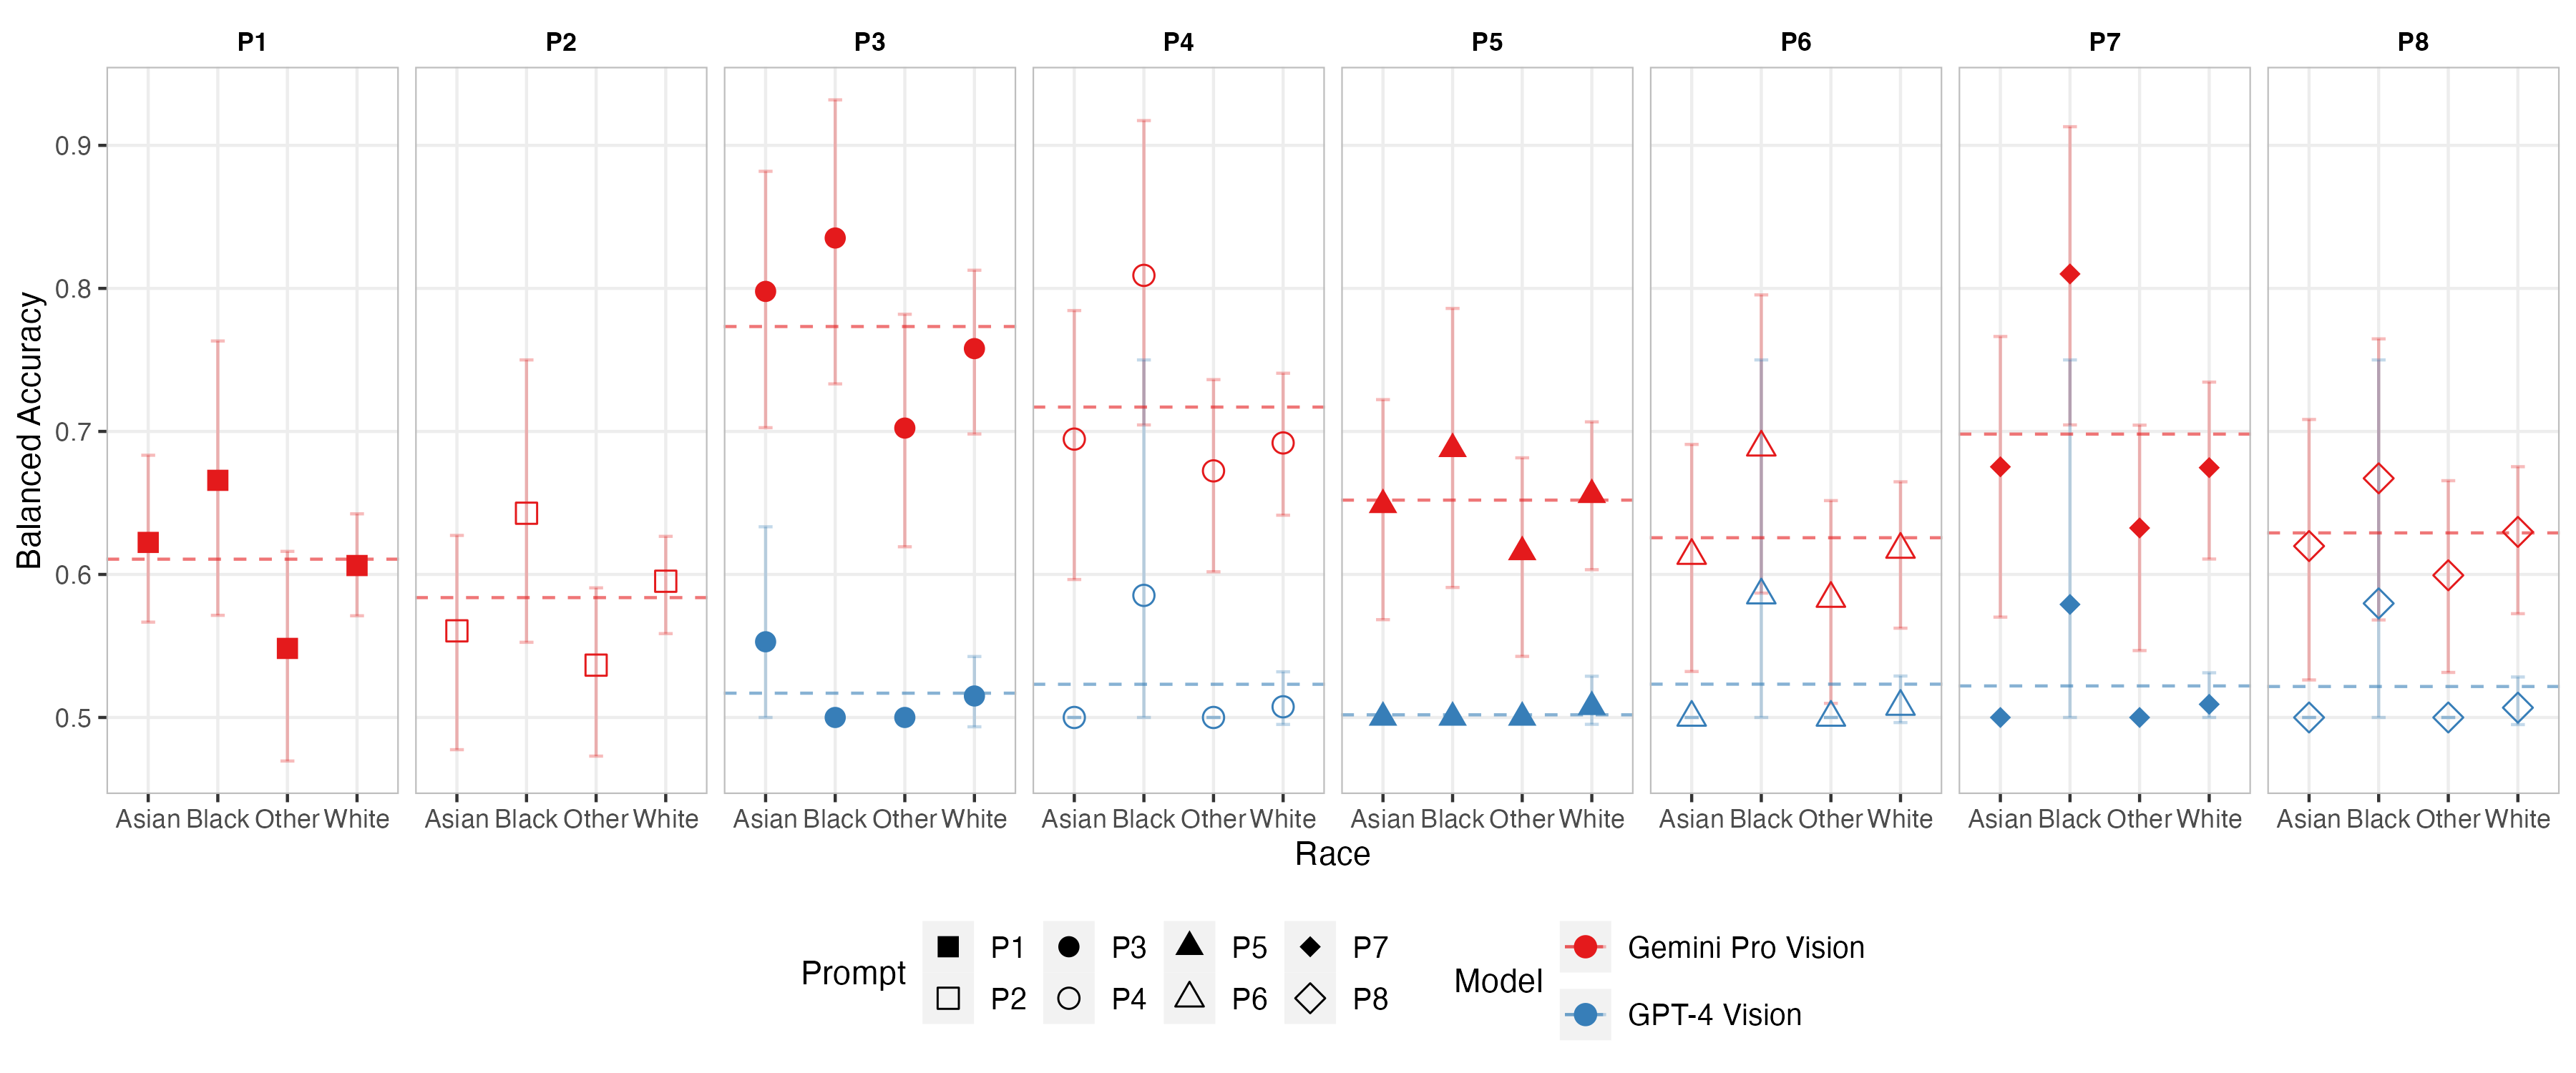 P1 P2 P3 P4 P5 P6 P7 P8
Balanced Accuracy
0.9
0.8
0.7
0.6
0.5
Asian Black Other White Asian Black Other White Asian Black Other White Asian Black Other White Asian Black Other White Asian Black Other White Asian Black Other White Asian Black Other White
Race
Prompt
P1 P3 P5 P7
P2 P4 P6 P8
Model
Gemini Pro Vision
GPT-4 Vision